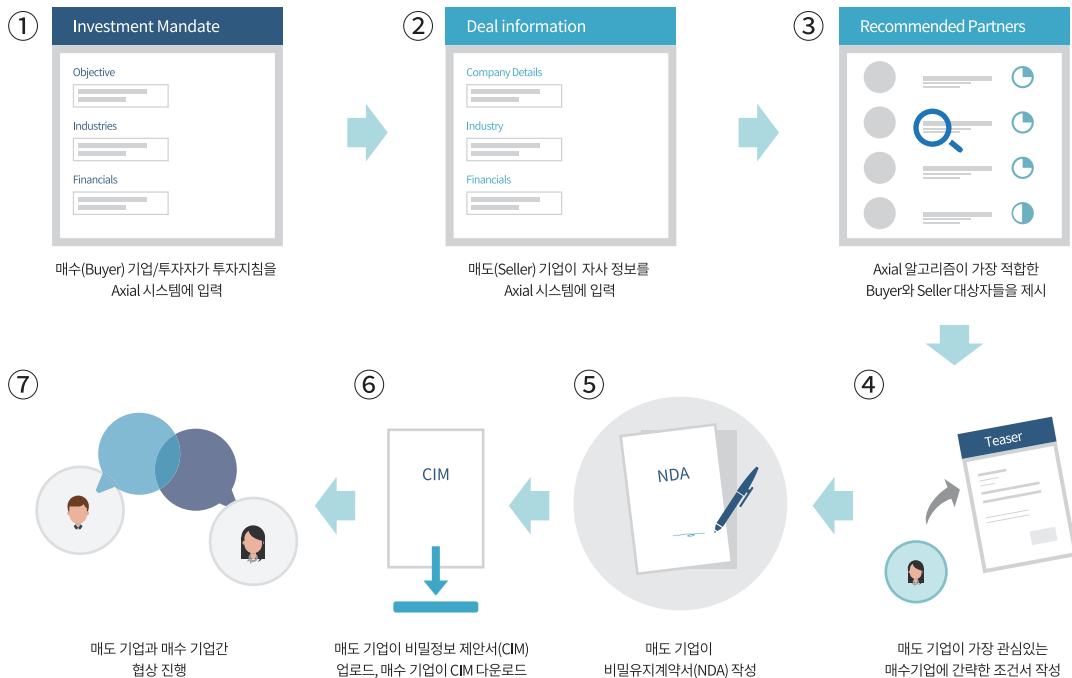 ①
Investment Mandate
Objective
Industries
Financials
매수(Buyer) 기업/투자자가 투자지침을
Axial 시스템에 입력
②
Deal information
Company Details
Industry
Financials
매도(Seller) 기업이 자사 정보를
Axial 시스템에 입력
③
Recommended Partners
Axial 알고리즘이 가장 적합한
Buyer와 Seller 대상자들을 제시
④
Teaser
매도 기업이 가장 관심있는
매수기업에 간략한 조건서 작성
⑤
NDA
매도 기업이
비밀유지계약서(NDA) 작성
⑥
CIM
매도 기업이 비밀정보 제안서(CIM)
업로드, 매수 기업이 CIM 다운로드
⑦
매도 기업과 매수 기업간
협상 진행